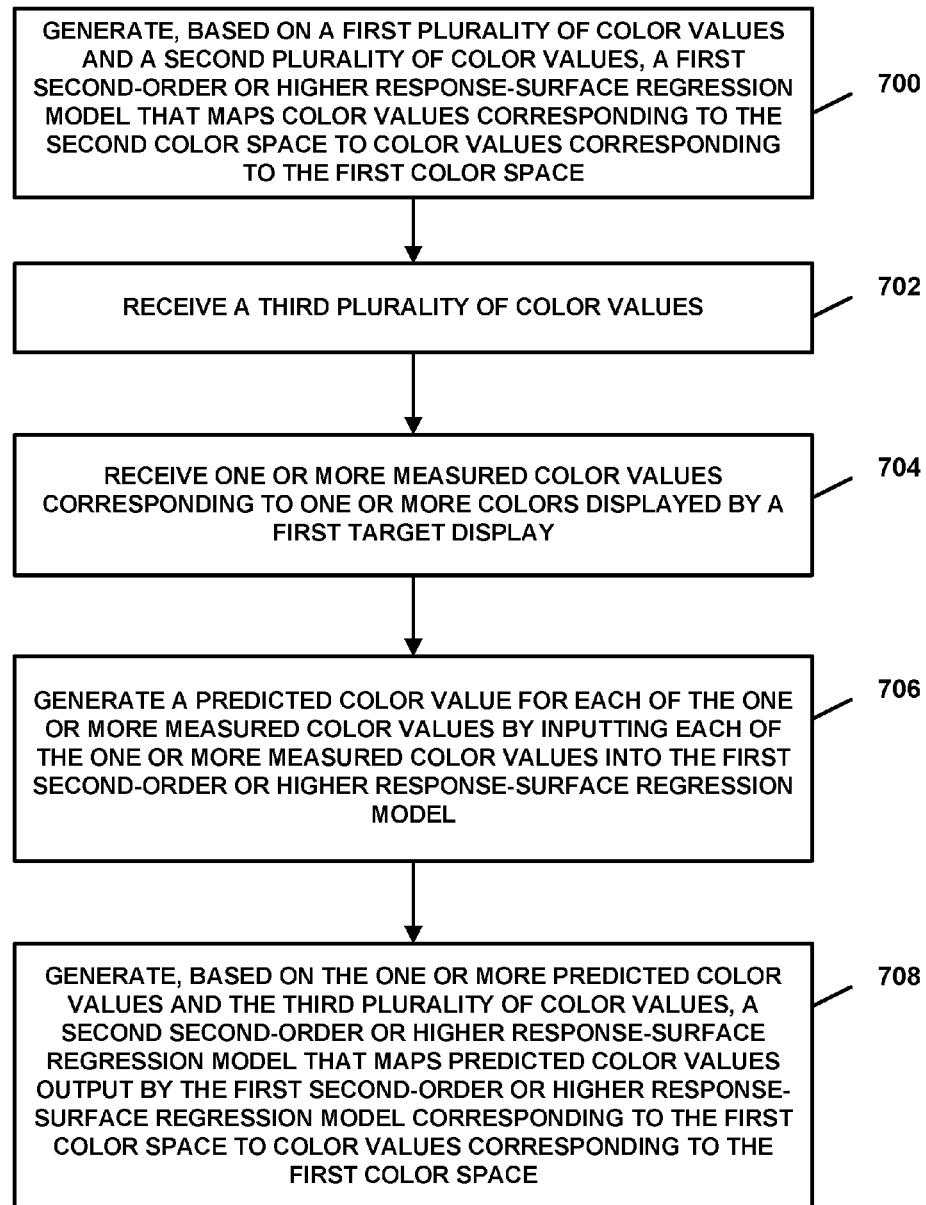 GENERATE, BASED ON A FIRST PLURALITY OF COLOR VALUES
AND A SECOND PLURALITY OF COLOR VALUES, A FIRST
SECOND-ORDER OR HIGHER RESPONSE-SURFACE REGRESSION
MODEL THAT MAPS COLOR VALUES CORRESPONDING TO THE
SECOND COLOR SPACE TO COLOR VALUES CORRESPONDING
TO THE FIRST COLOR SPACE
700
RECEIVE A THIRD PLURALITY OF COLOR VALUES
702
RECEIVE ONE OR MORE MEASURED COLOR VALUES
CORRESPONDING TO ONE OR MORE COLORS DISPLAYED BY A
FIRST TARGET DISPLAY
704
GENERATE A PREDICTED COLOR VALUE FOR EACH OF THE ONE
OR MORE MEASURED COLOR VALUES BY INPUTTING EACH OF
THE ONE OR MORE MEASURED COLOR VALUES INTO THE FIRST
SECOND-ORDER OR HIGHER RESPONSE-SURFACE REGRESSION
MODEL
706
GENERATE, BASED ON THE ONE OR MORE PREDICTED COLOR
VALUES AND THE THIRD PLURALITY OF COLOR VALUES, A
SECOND SECOND-ORDER OR HIGHER RESPONSE-SURFACE
REGRESSION MODEL THAT MAPS PREDICTED COLOR VALUES
OUTPUT BY THE FIRST SECOND-ORDER OR HIGHER RESPONSE-
SURFACE REGRESSION MODEL CORRESPONDING TO THE FIRST
COLOR SPACE TO COLOR VALUES CORRESPONDING TO THE
FIRST COLOR SPACE
708